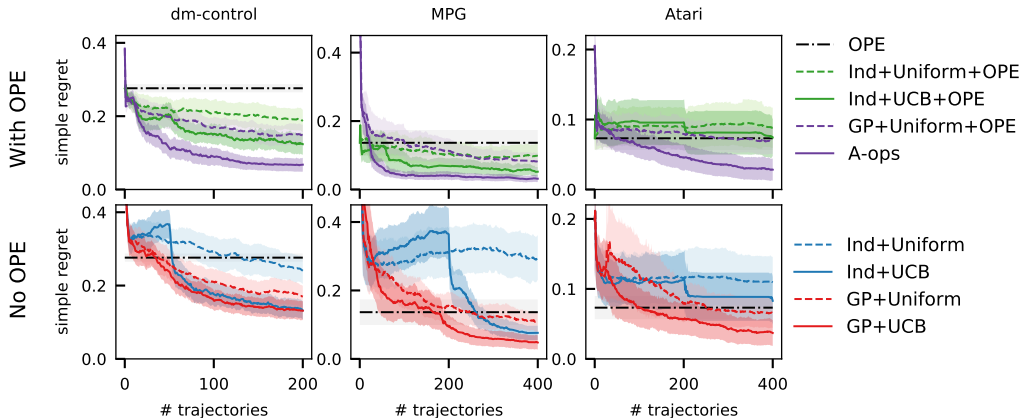 dm-control
MPG
Atari
With OPE
simple regret
0.4
0.2
0.0
0.4
0.2
0.0
0.2
0.1
0.0
OPE
Ind+Uniform+OPE
Ind+UCB+OPE
GP+Uniform+OPE
A-ops
No OPE
simple regret
0.4
0.2
0.0
0.4
0.2
0.0
0.2
0.1
0.0
Ind+Uniform
Ind+UCB
GP+Uniform
GP+UCB
0
100
200
0
200
400
0
200
400
# trajectories
# trajectories
# trajectories